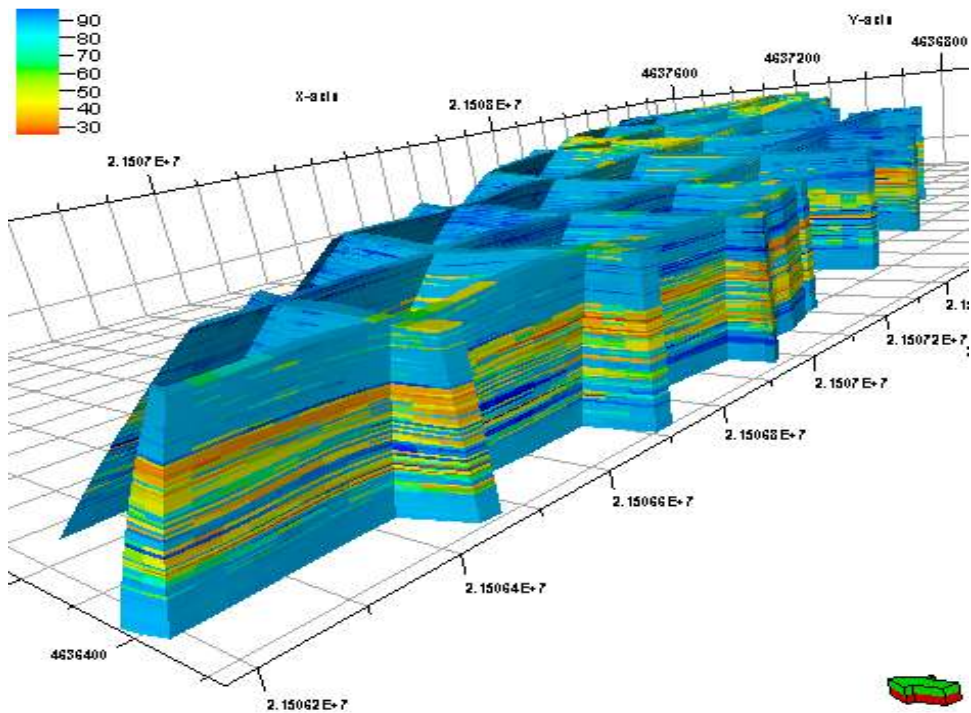 90
80
70
60
50
40
30
Y-axis
4636800
4637200
4637600
X-axis
2.1508 E+7
2.1507 E+7
2.15072 E+7
2.1507 E+7
2.15068 E+7
2.15066 E+7
2.15064E+7
4636400
2.15062 E+7